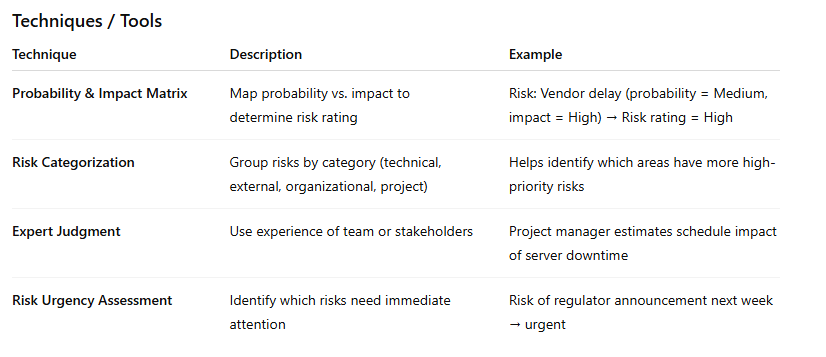 Techniques / Tools
Technique Description Example
Probability & Impact Matrix Map probability vs. impact to Risk: Vendor delay (probability = Medium,
determine risk rating impact = High) → Risk rating = High
Risk Categorization Group risks by category (technical, Helps identify which areas have more high-
external, organizational, project) priority risks
Expert Judgment Use experience of team or stakeholders Project manager estimates schedule impact
of server downtime
Risk Urgency Assessment Identify which risks need immediate Risk of regulator announcement next week
attention → urgent